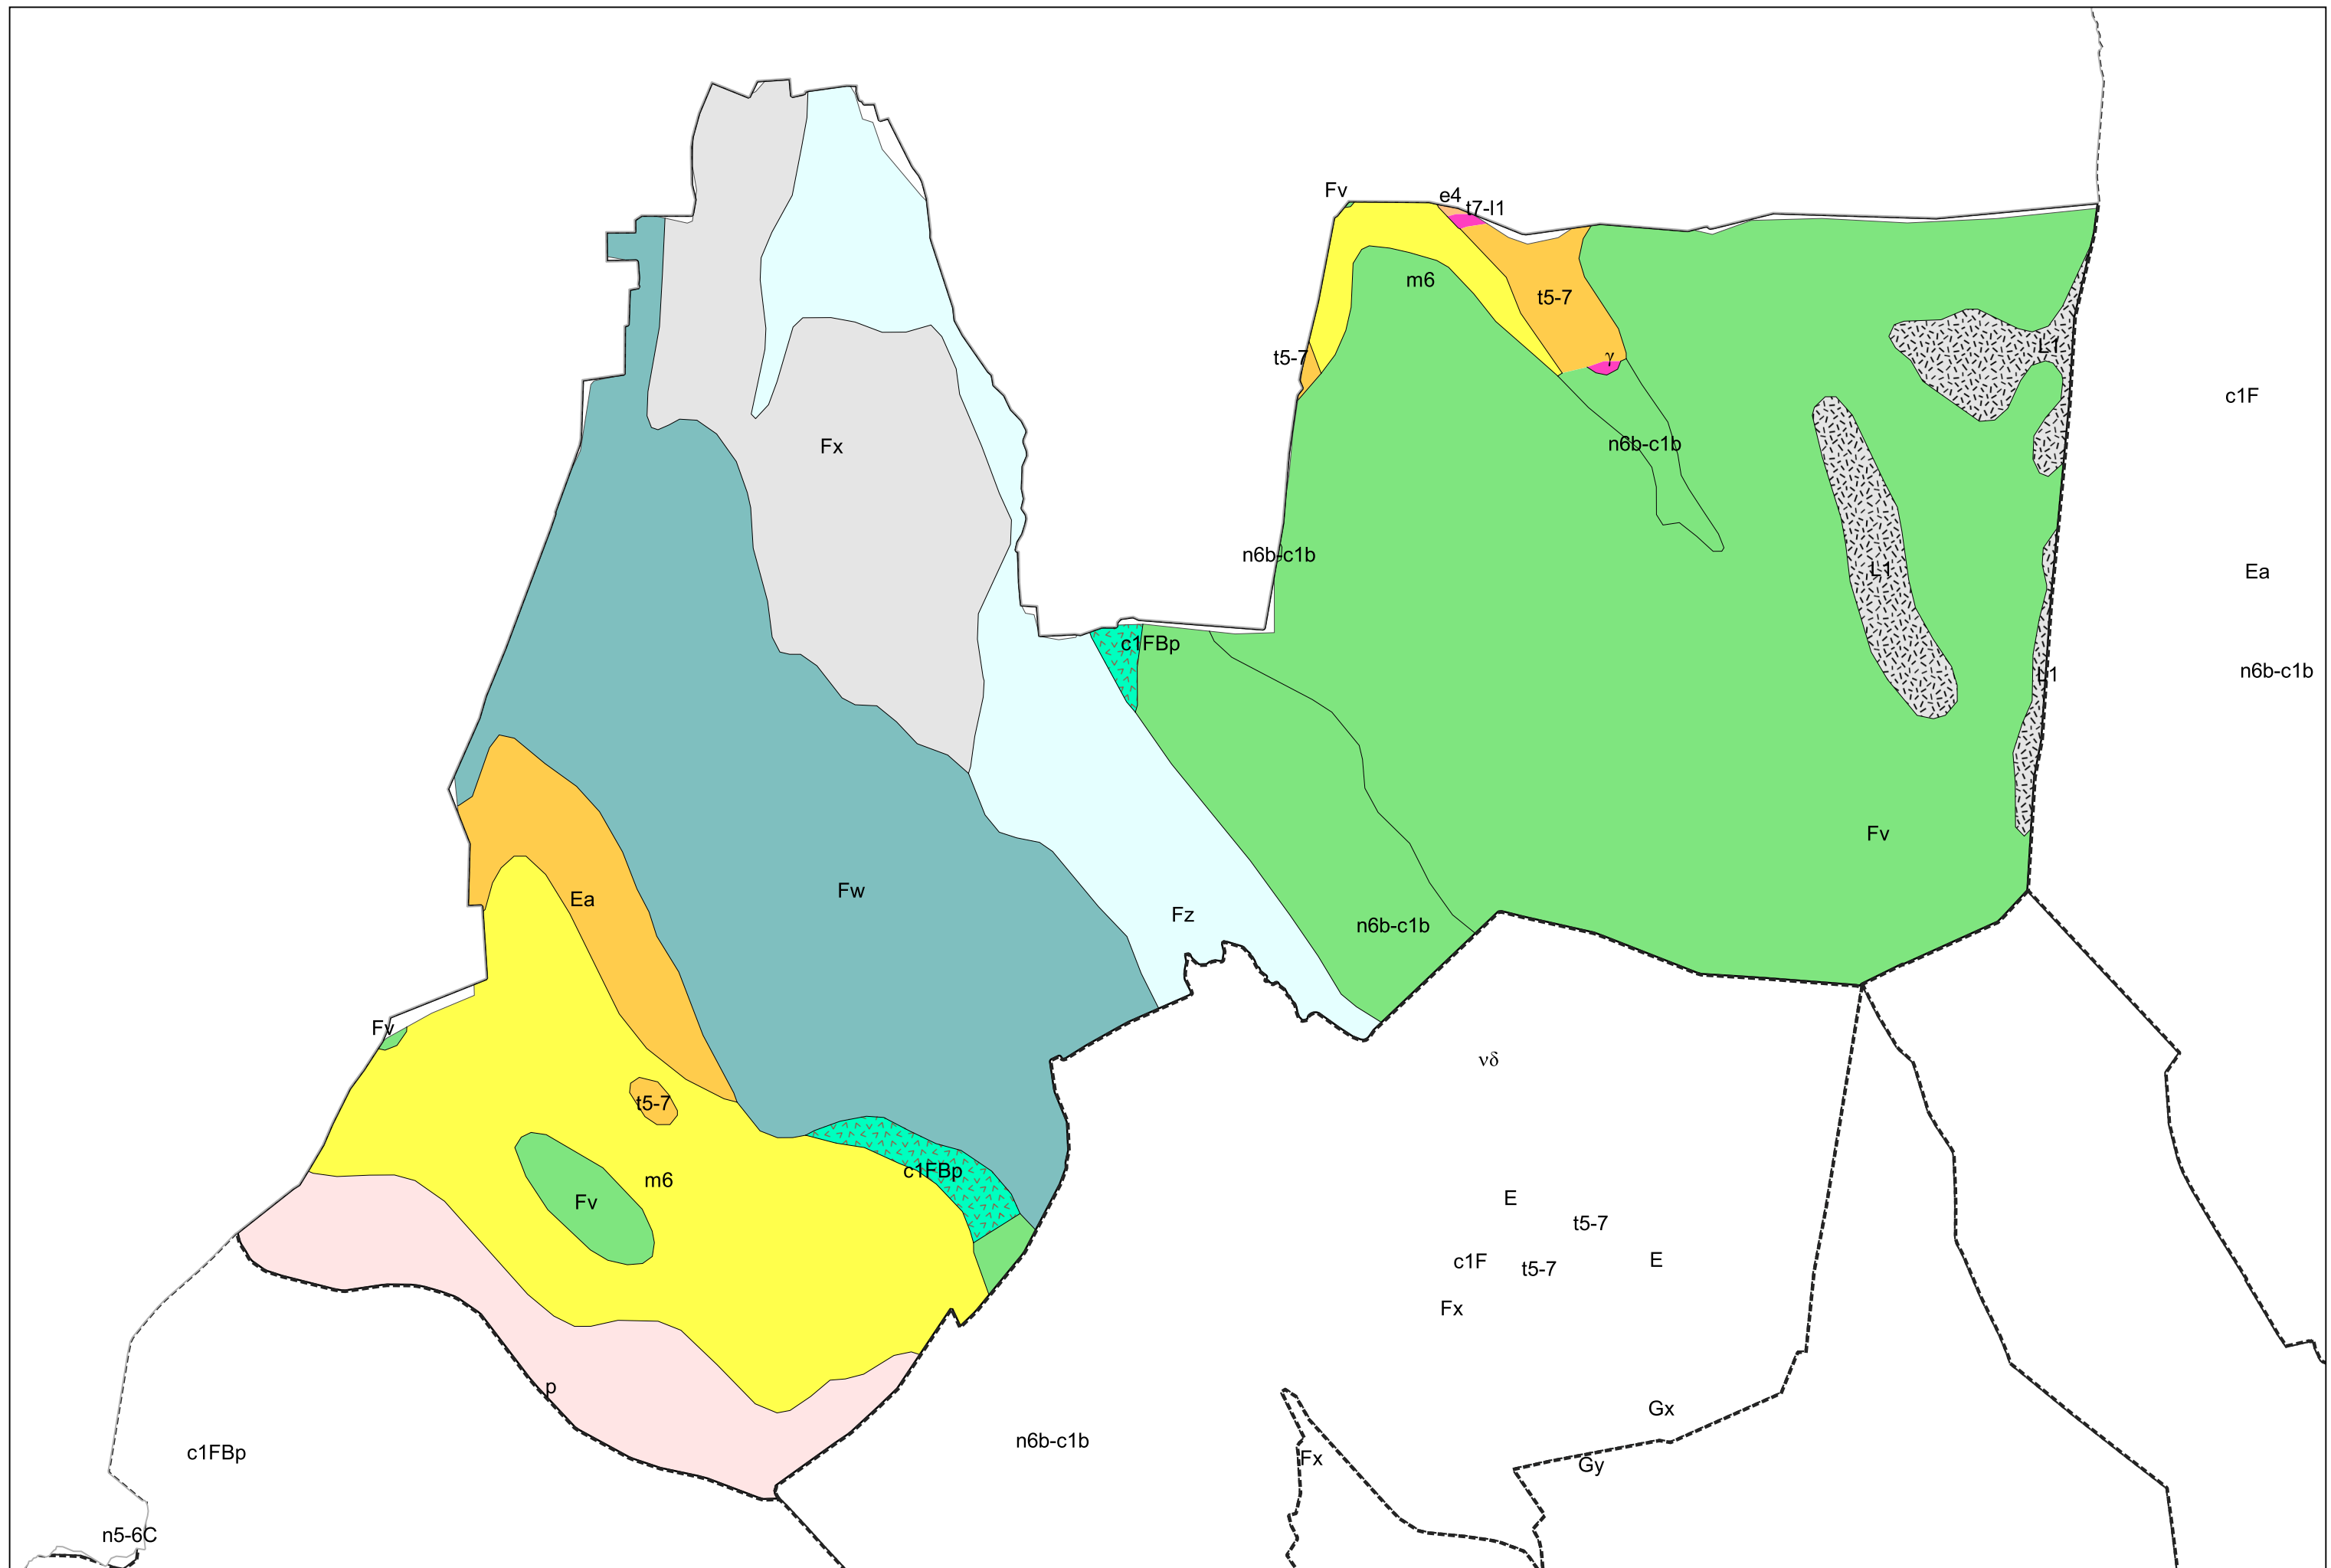 Fv
e4
t7-l1
m6
t5-7
L1
t5-7
γ
c1F
Fx
n6b-c1b
n6b-c1b
L1
Ea
c1FBp
n6b-c1b
L1
Fv
Fw
Ea
Fz
n6b-c1b
Fv
νδ
t5-7
c1FBp
m6
Fv
E
t5-7
c1F
t5-7
E
Fx
p
Gx
c1FBp
n6b-c1b
Fx
Gy
n5-6C